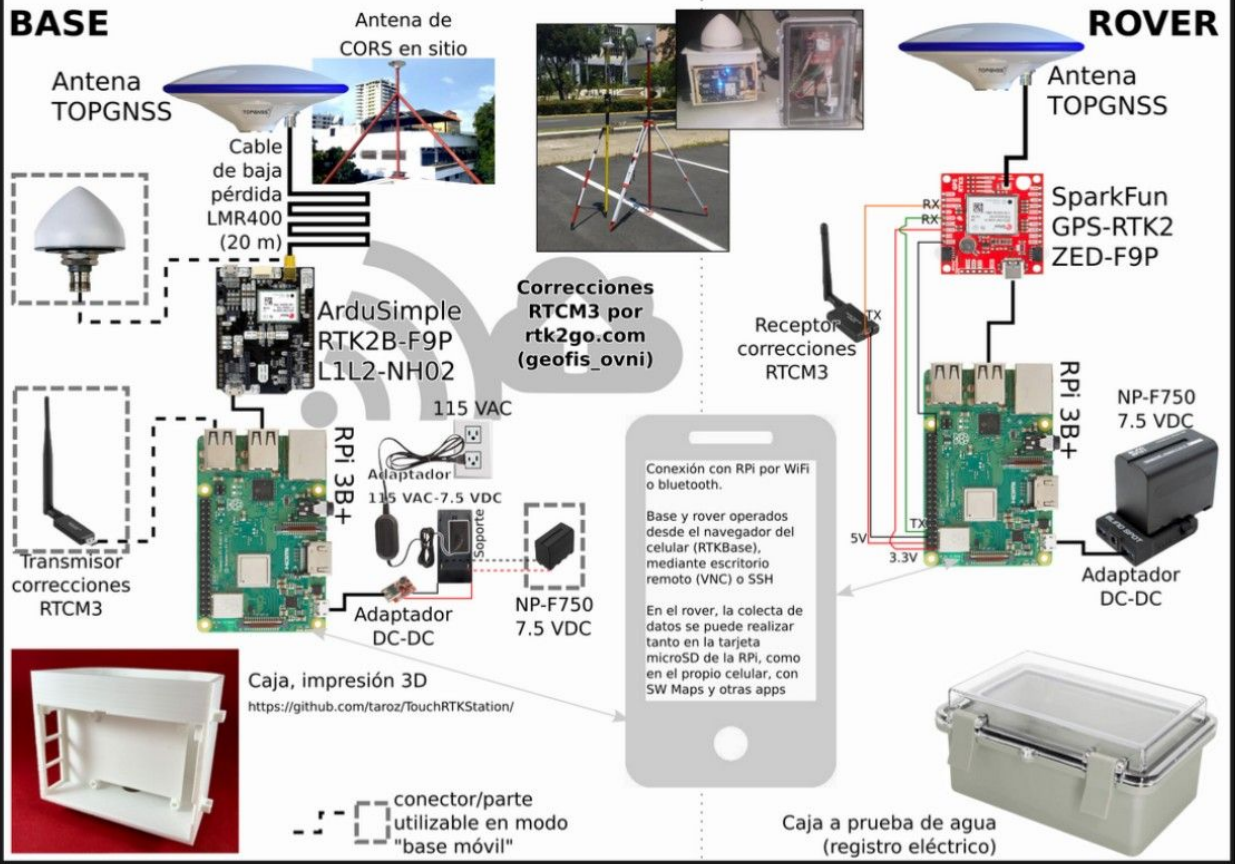 BASE
Antena
TOPGNSS
TOPGNSS
Antena de
CORS en sitio
Cable
de baja
pérdida
LMR400
(20 m)
ArduSimple
RTK2B-F9P
L1L2-NH02
Transmisor
correcciones
RTCM3
RPi 3B+
115 VAC
Adaptador
115 VAC-7.5 VDC
Soporte
Adaptador
DC-DC
NP-F750
7.5 VDC
Caja, impresión 3D
https://github.com/taroz/TouchRTKStation/
conector/parte
utilizable en modo
"base móvil"
Correcciones
RTCM3 por
rtk2go.com
(geofis_ovni)
Conexión con RPi por WiFi
o bluetooth.
Base y rover operados
desde el navegador del
celular (RTKBase),
mediante escritorio
remoto (VNC) o SSH
En el rover, la colecta de
datos se puede realizar
tanto en la tarjeta
microSD de la RPi, como
en el propio celular, con
SW Maps y otras apps
ROVER
TOPGNSS
Antena
TOPGNSS
RX
RX
SparkFun
GPS-RTK2
ZED-F9P
TX
Receptor
correcciones
RTCM3
RPi 3B+
TX
5V
3.3V
NP-F750
7.5 VDC
Adaptador
DC-DC
Caja a prueba de agua
(registro eléctrico)